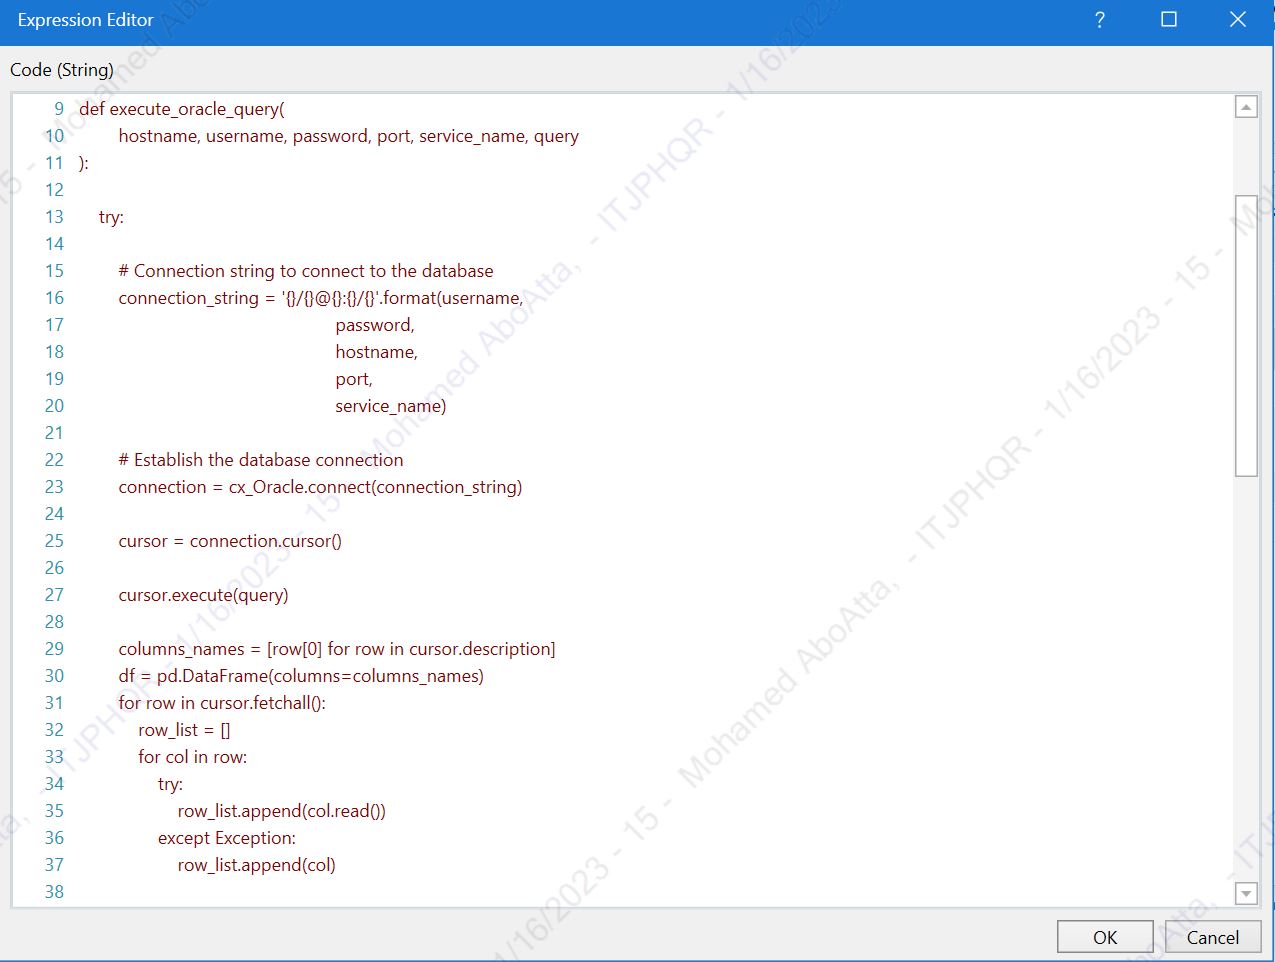 Expression Editor
Code (String)
9 def execute_oracle_query(
10 hostname, username, password, port, service_name, query
11 ):
12
13 try:
14
15 # Connection string to connect to the database
16 connection_string = '{}/{}@{}:{}/{}'.format(username,
17 password,
18 hostname,
19 port,
20 service_name)
21
22 # Establish the database connection
23 connection = cx_Oracle.connect(connection_string)
24
25 cursor = connection.cursor()
26
27 cursor.execute(query)
28
29 columns_names = [row[0] for row in cursor.description]
30 df = pd.DataFrame(columns=columns_names)
31 for row in cursor.fetchall():
32 row_list = []
33 for col in row:
34 try:
35 row_list.append(col.read())
36 except Exception:
37 row_list.append(col)
38
OK Cancel
15 - Mohamed Abo
1/16/2023 - 15 - Mohamed AboAtta, - ITJPHQR - 1/16/2023
ITJPHQR - 1/16/2023 - 15 - Mohamed AboAtta, - ITJPHQR - 1/16/2023 - 15 - Moha